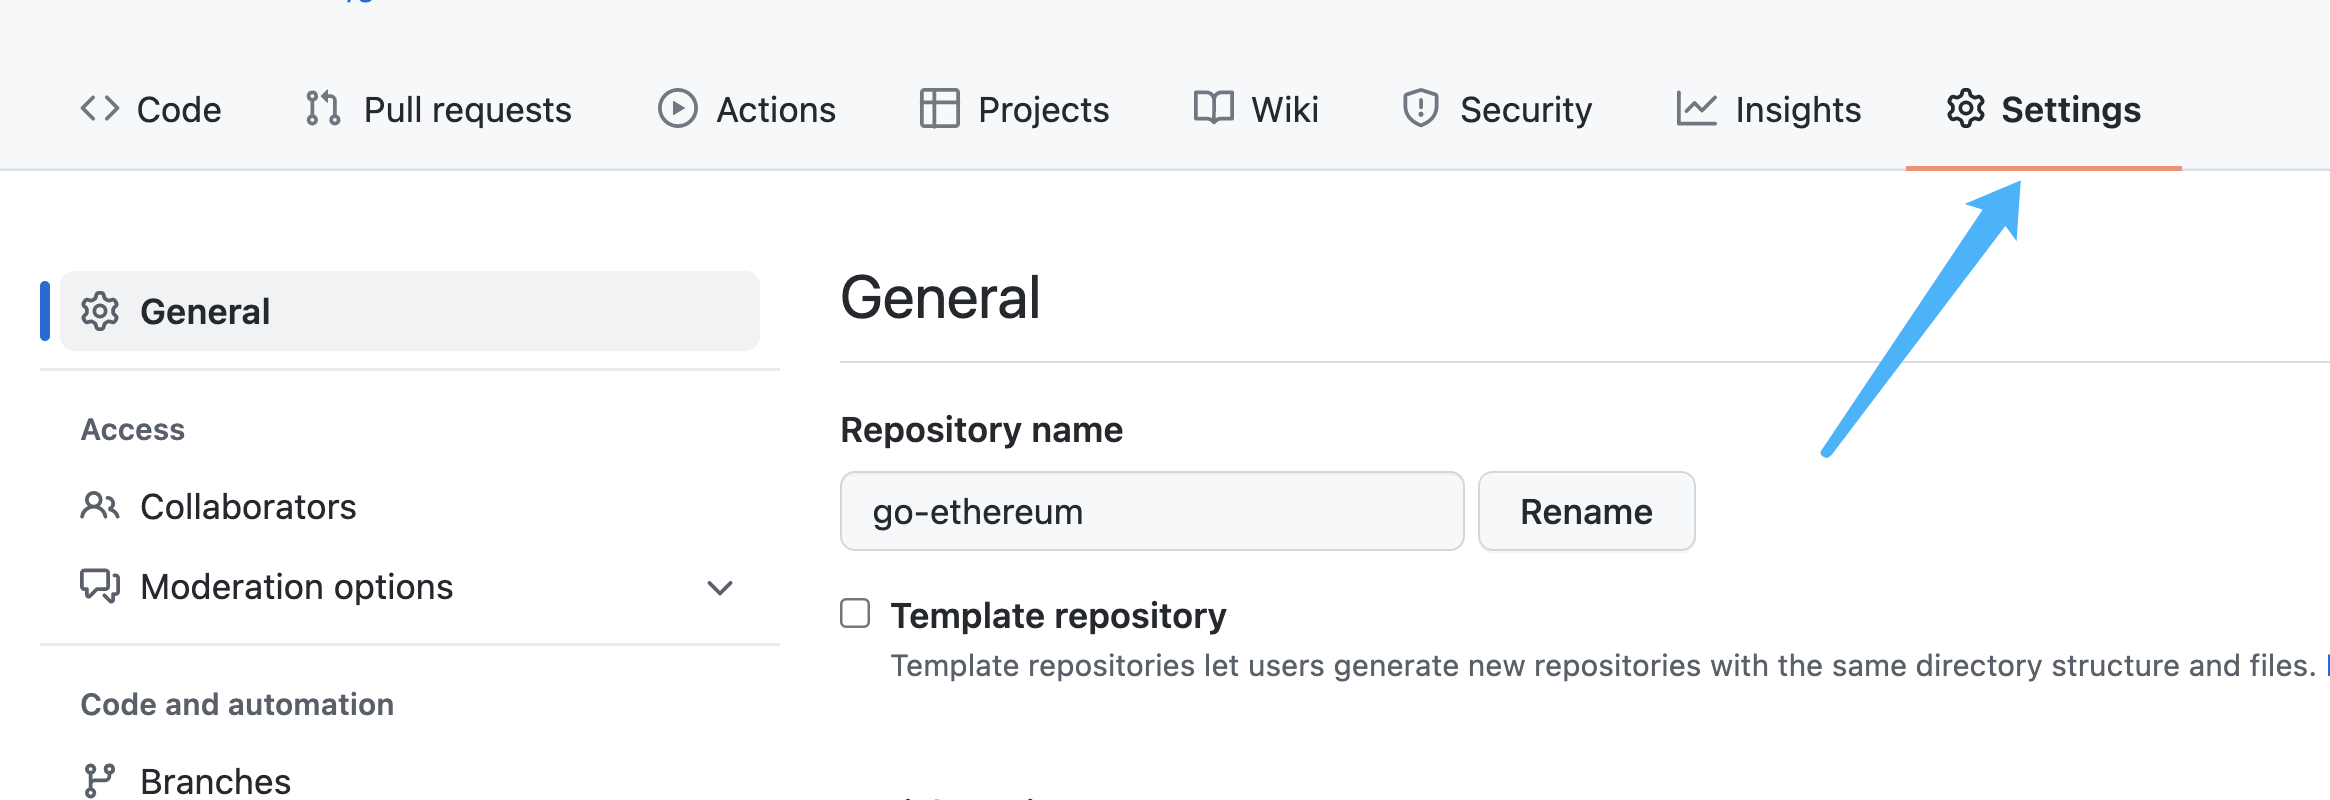 Code Pull requests Actions Projects Wiki Security Insights Settings
General
Access
Collaborators
Moderation options
Code and automation
Branches
General
Repository name
go-ethereum Rename
Template repository
Template repositories let users generate new repositories with the same directory structure and files.